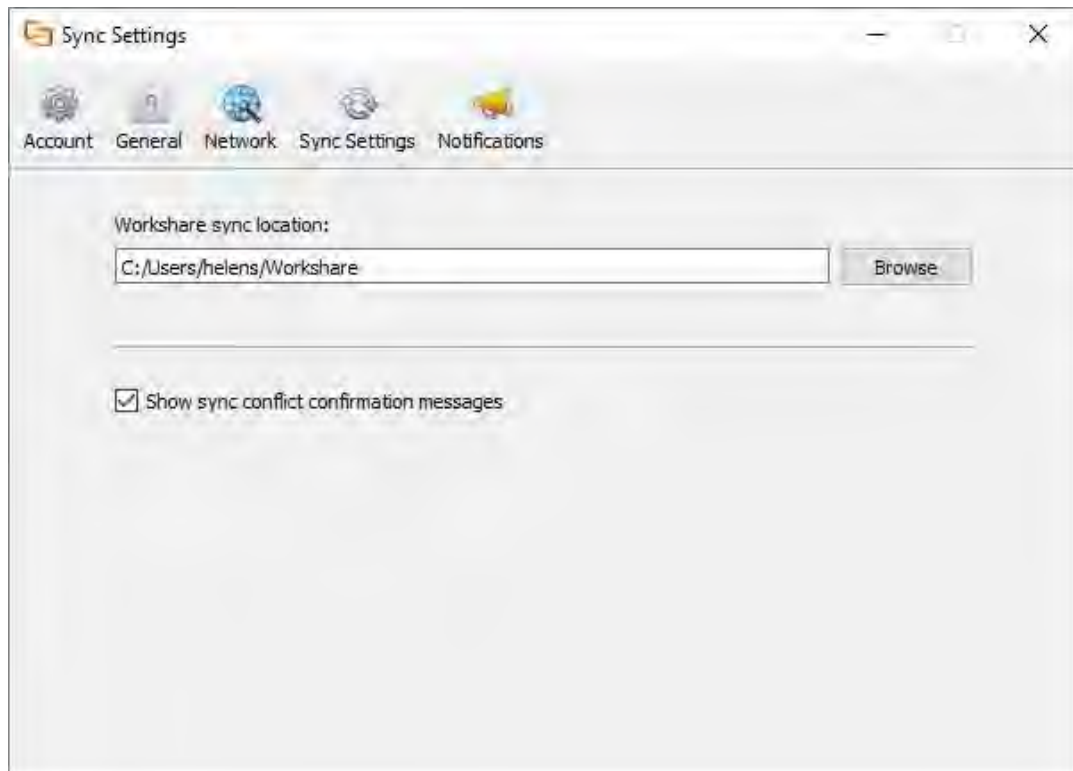 Sync Settings
Account General Network Sync Settings Notifications
Workshare sync location:
C:/Users/helens/Workshare Browse
Show sync conflict confirmation messages